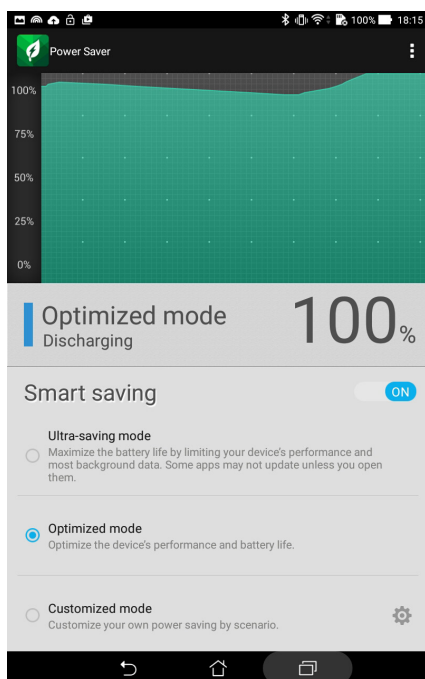 100% 18:15
Power Saver
100%
75%
50%
25%
0%
Optimized mode
Discharging
100%
Smart saving
ON
Ultra-saving mode
Maximize the battery life by limiting your device's performance and
most background data. Some apps may not update unless you open
them.
Optimized mode
Optimize the device's performance and battery life.
Customized mode
Customize your own power saving by scenario.